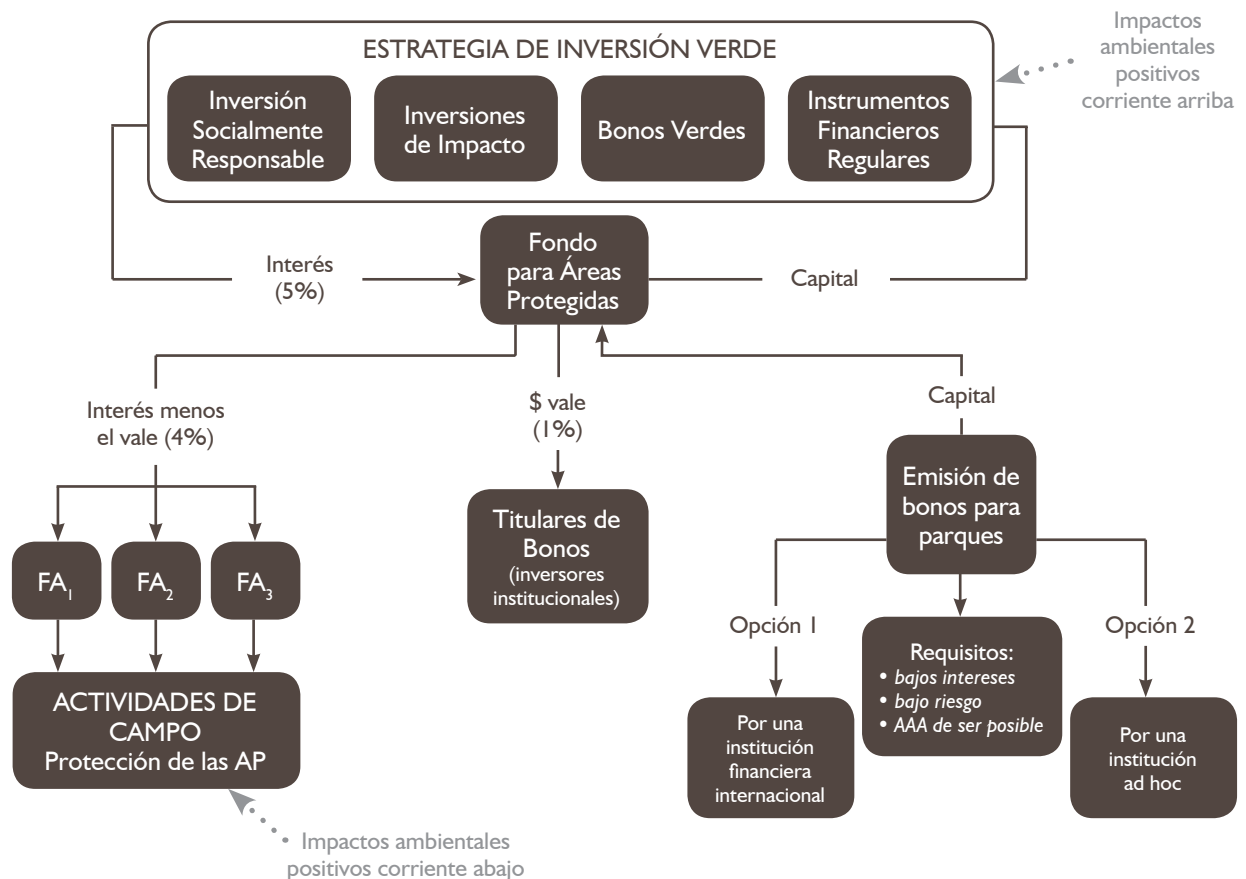 Impactos
ambientales
positivos
corriente arriba
ESTRATEGIA DE INVERSIÓN VERDE
Inversión
Socialmente
Responsable
Inversiones
de Impacto
Bonos Verdes
Instrumentos
Financieros
Regulares
Fondo
para Áreas
Protegidas
Interés
(5%)
Capital
Interés menos
el vale (4%)
$ vale
(1%)
Capital
Emisión de
bonos para
parques
Titulares de
Bonos
(inversores
institucionales)
FA₁
FA₂
FA₃
Opción 1
Opción 2
Requisitos:
• bajos intereses
• bajo riesgo
• AAA de ser posible
ACTIVIDADES DE
CAMPO
Protección de las AP
Por una
institución
financiera
internacional
Por una
institución
ad hoc
Impactos ambientales
positivos corriente abajo